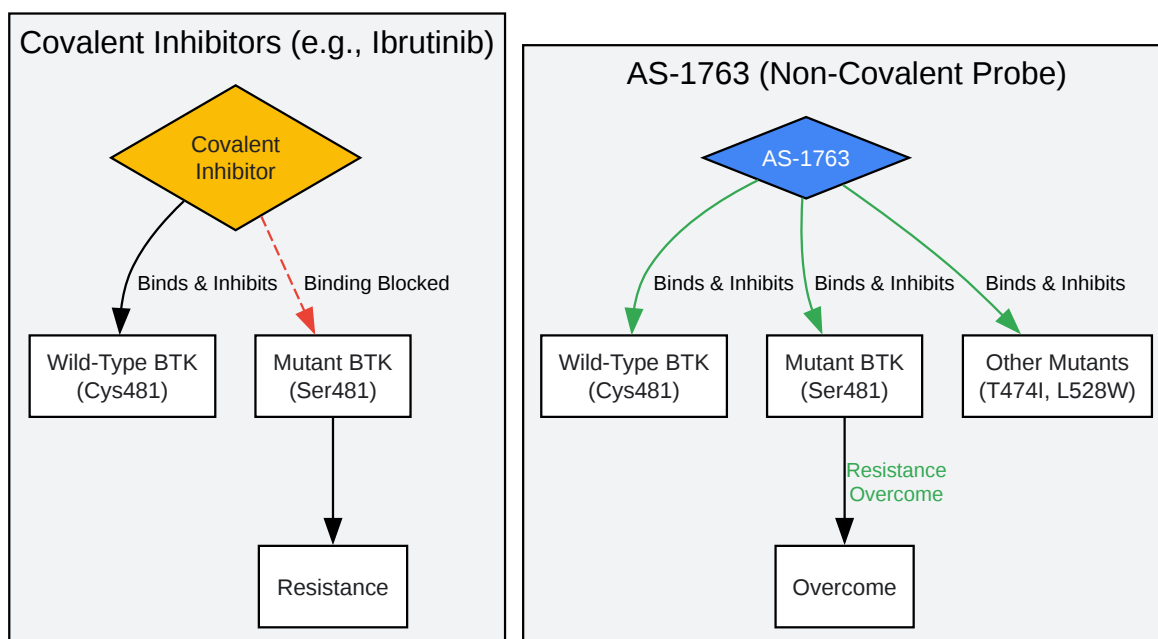 Covalent Inhibitors (e.g., Ibrutinib)
Covalent
Inhibitor
Binds & Inhibits
Binding Blocked
Wild-Type BTK
(Cys481)
Mutant BTK
(Ser481)
Resistance
AS-1763 (Non-Covalent Probe)
AS-1763
Binds & Inhibits
Binds & Inhibits
Binds & Inhibits
Wild-Type BTK
(Cys481)
Mutant BTK
(Ser481)
Other Mutants
(T474I, L528W)
Resistance
Overcome
Overcome